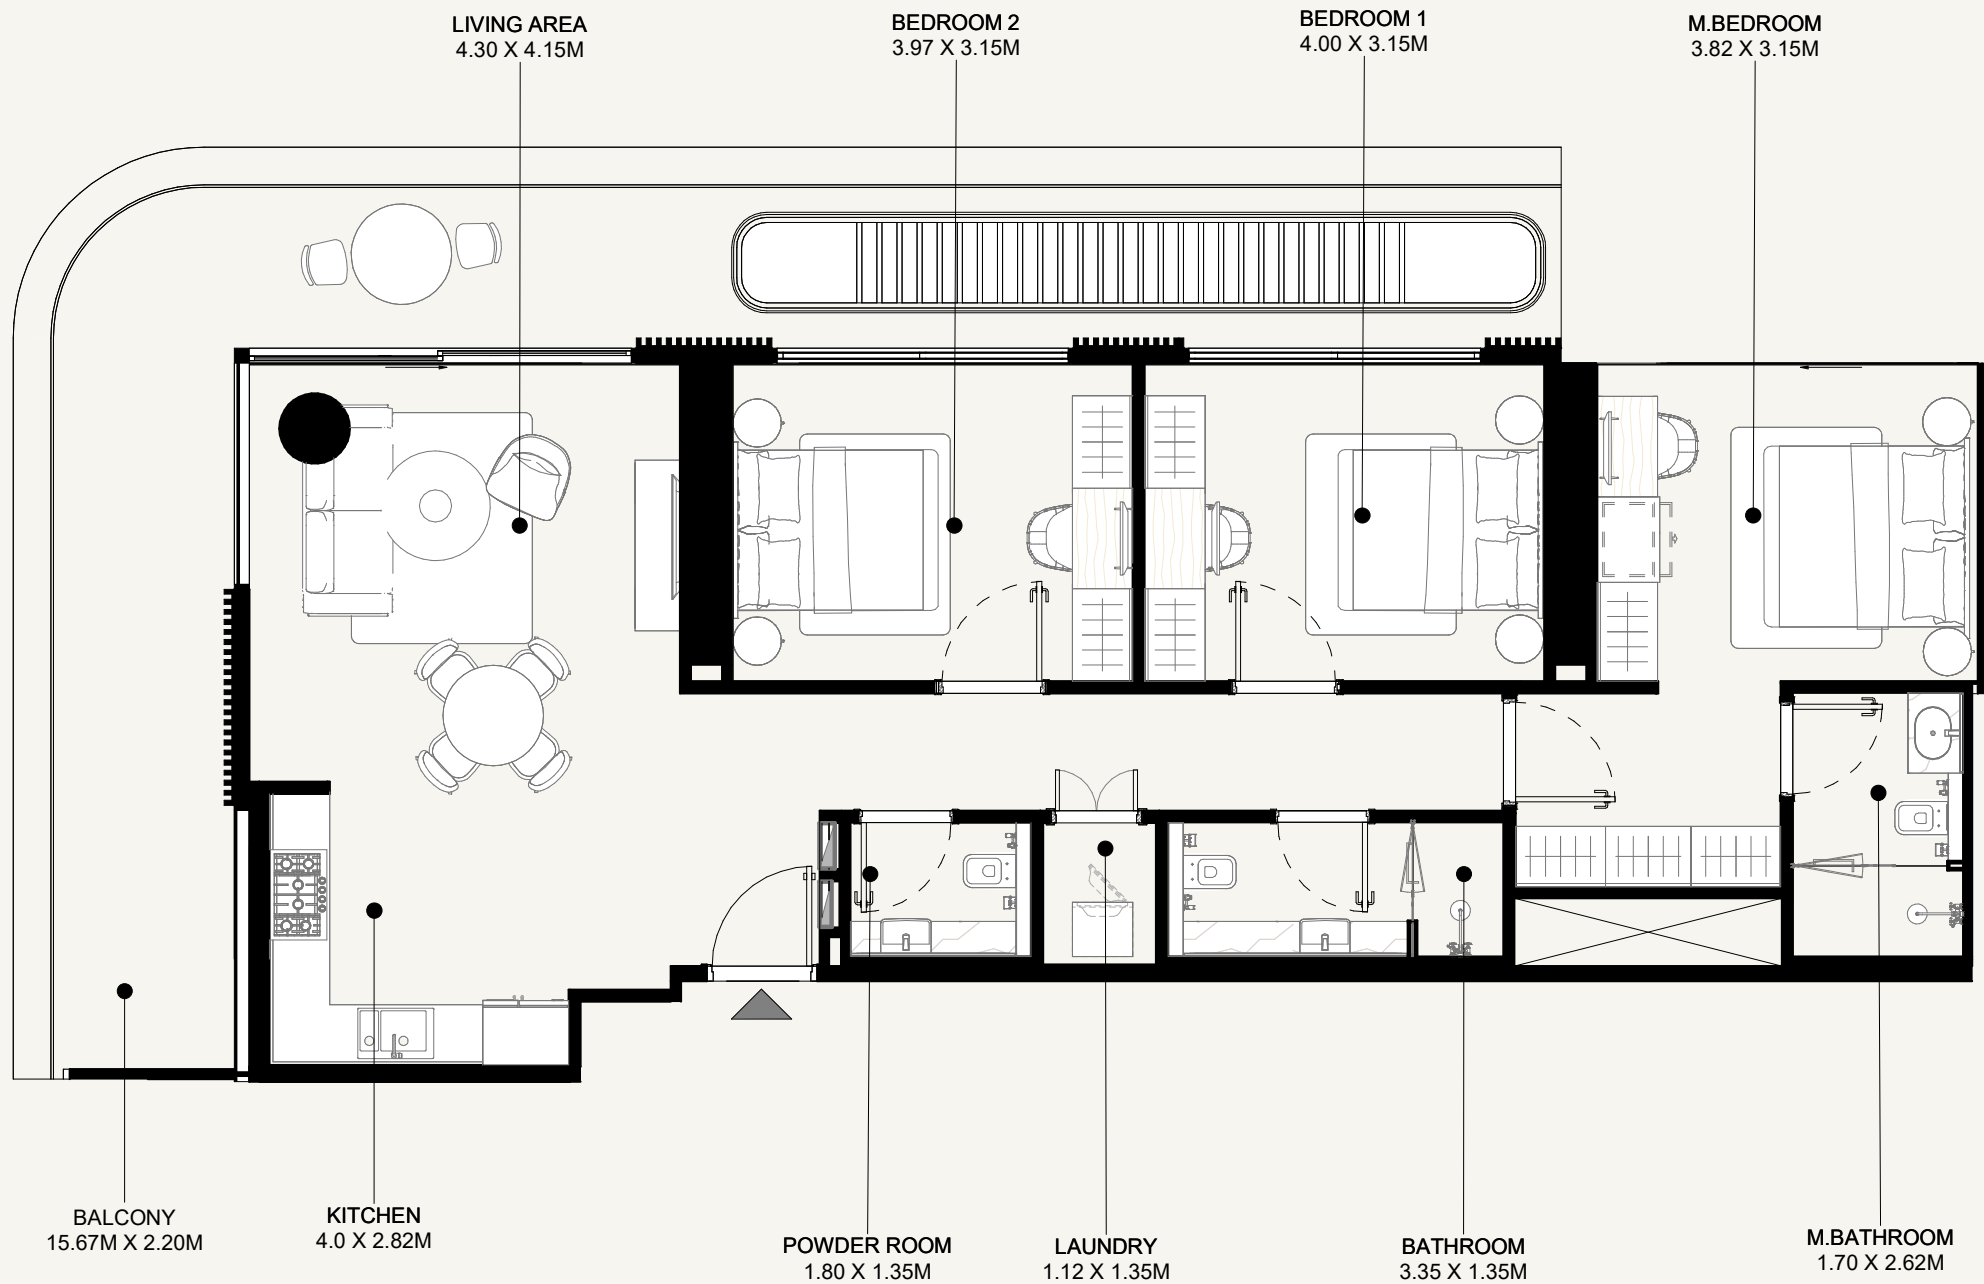 LIVING AREA
4.30 X 4.15M
BEDROOM 2
3.97 X 3.15M
BEDROOM 1
4.00 X 3.15M
M.BEDROOM
3.82 X 3.15M
BALCONY
15.67M X 2.20M
KITCHEN
4.0 X 2.82M
POWDER ROOM
1.80 X 1.35M
LAUNDRY
1.12 X 1.35M
BATHROOM
3.35 X 1.35M
M.BATHROOM
1.70 X 2.62M